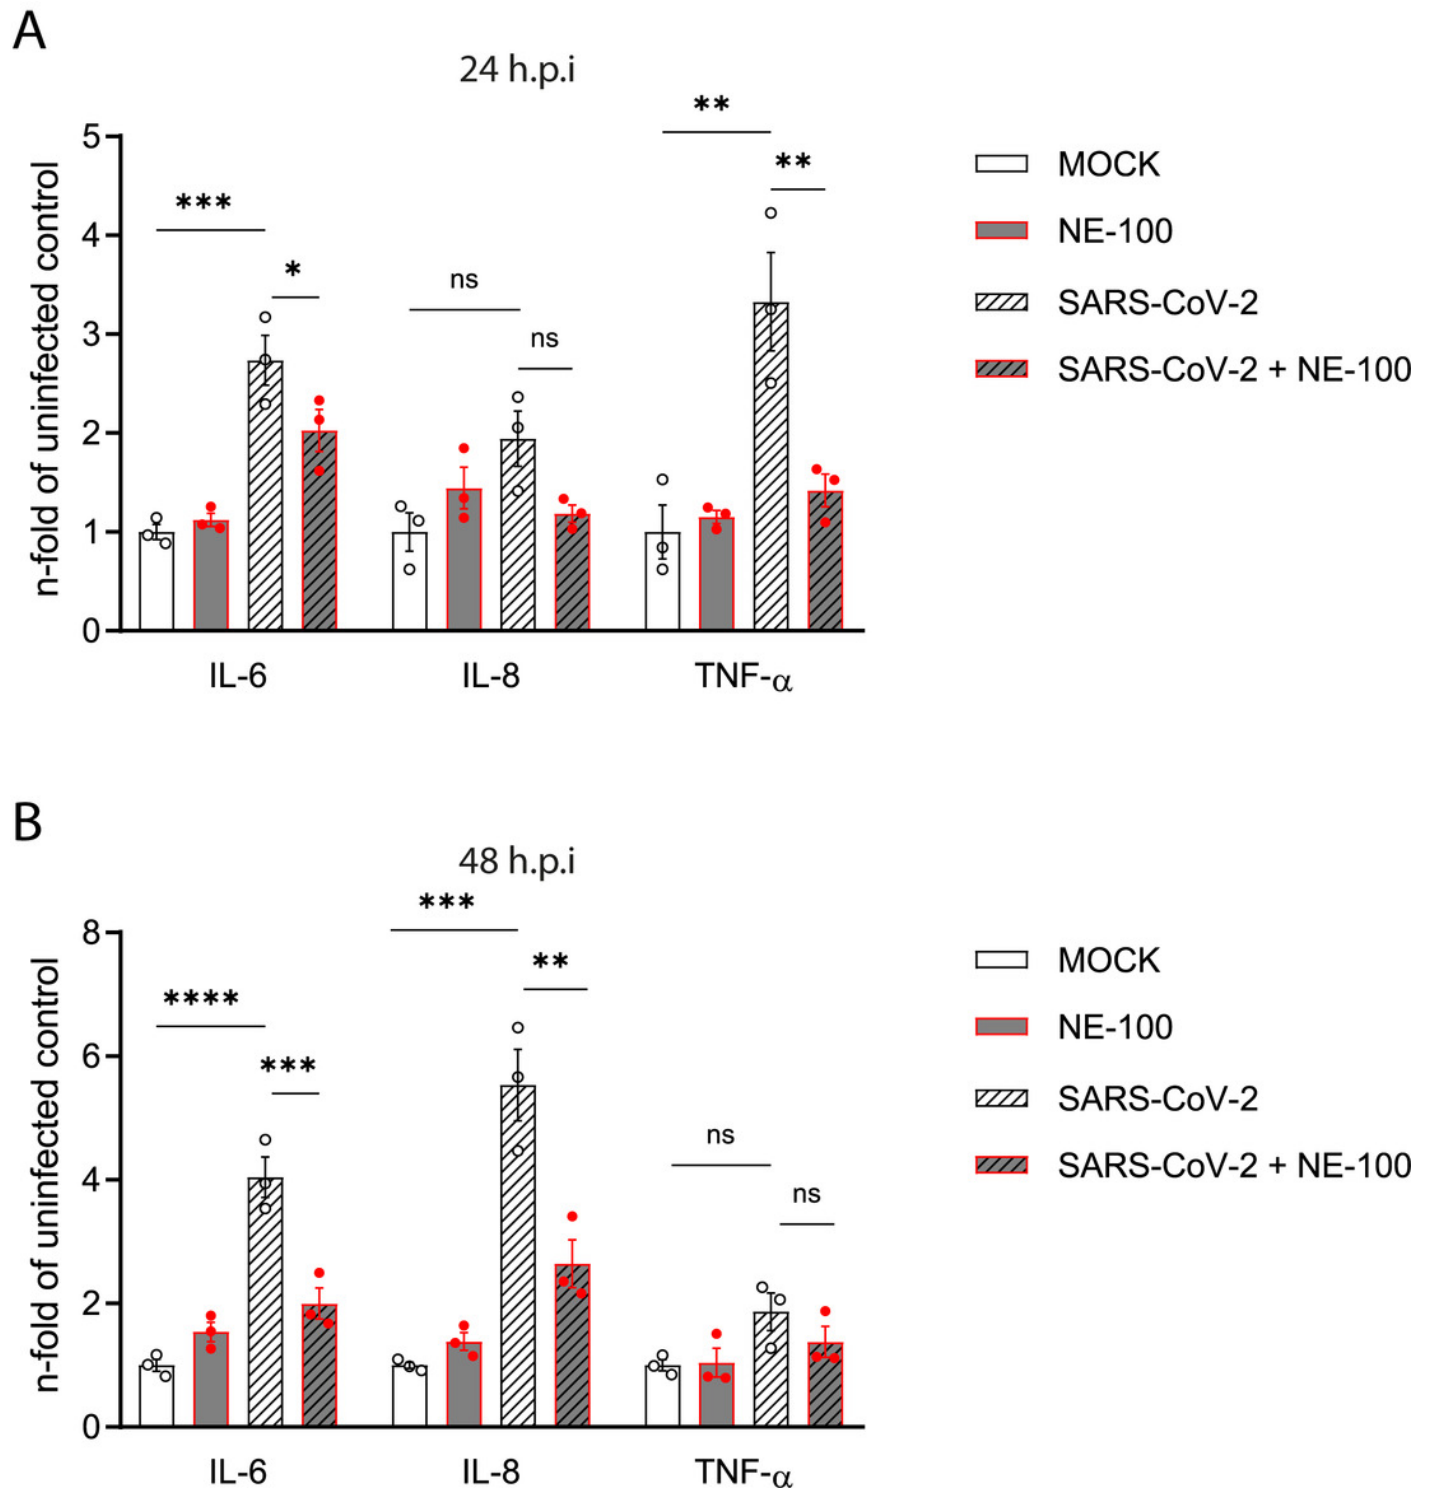 A
24 h.p.i
n-fold of uninfected control
5
4
3
2
1
0
***
*
ns
ns
**
**
IL-6
IL-8
TNF-α
MOCK
NE-100
SARS-CoV-2
SARS-CoV-2 + NE-100
B
48 h.p.i
n-fold of uninfected control
8
6
4
2
0
****
***
***
**
ns
ns
IL-6
IL-8
TNF-α
MOCK
NE-100
SARS-CoV-2
SARS-CoV-2 + NE-100